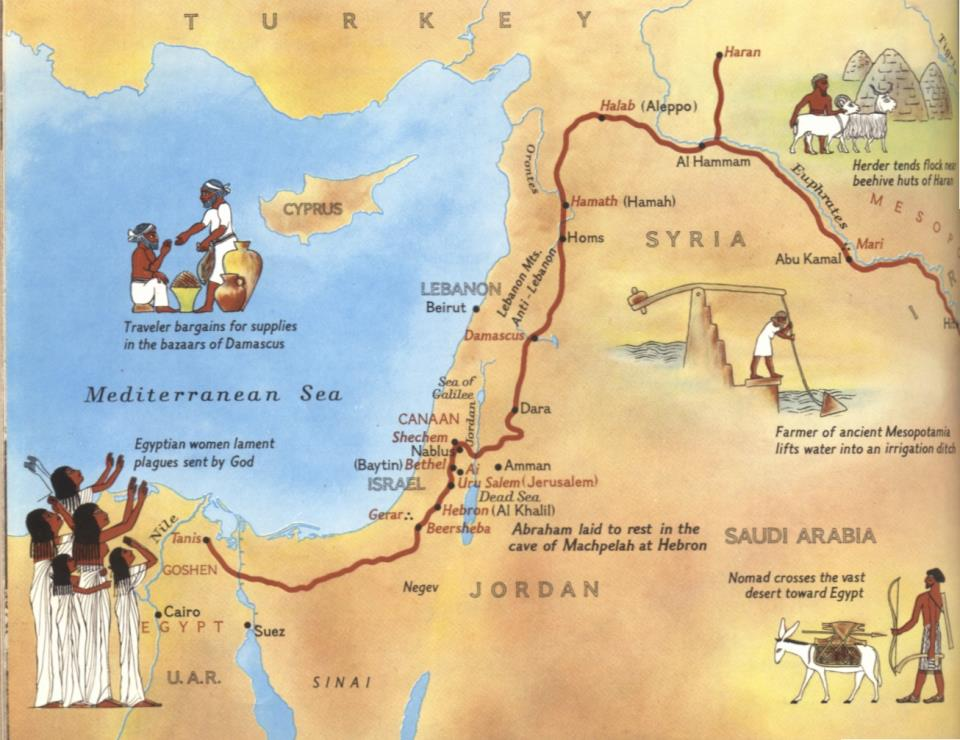 TURKEY
Haran
Tigr
Halab (Aleppo)
Al Hammam
Herder tends flock near
beehive huts of Haran
Orontes
Euphrates
MESOP
Hamath (Hamah)
CYPRUS
Homs
SYRIA
Mari
Abu Kamal
I R
Hit
Lebanon Mts.
Anti-Lebanon
LEBANON
Beirut
Traveler bargains for supplies
in the bazaars of Damascus
Damascus
Mediterranean Sea
Sea of
Galilee
Jordan
Dara
CANAAN
Shechem
Nablus
(Baytin) Bethel
Ai
Amman
ISRAEL
Uru Salem (Jerusalem)
Dead Sea
Hebron (Al Khalil)
Gerar
Beersheba
Farmer of ancient Mesopotamia
lifts water into an irrigation ditch
Egyptian women lament
plagues sent by God
Abraham laid to rest in the
cave of Machpelah at Hebron
SAUDI ARABIA
Nile
Tanis
GOSHEN
Negev
JORDAN
Nomad crosses the vast
desert toward Egypt
Cairo
EGYPT
Suez
U.A.R.
SINAI